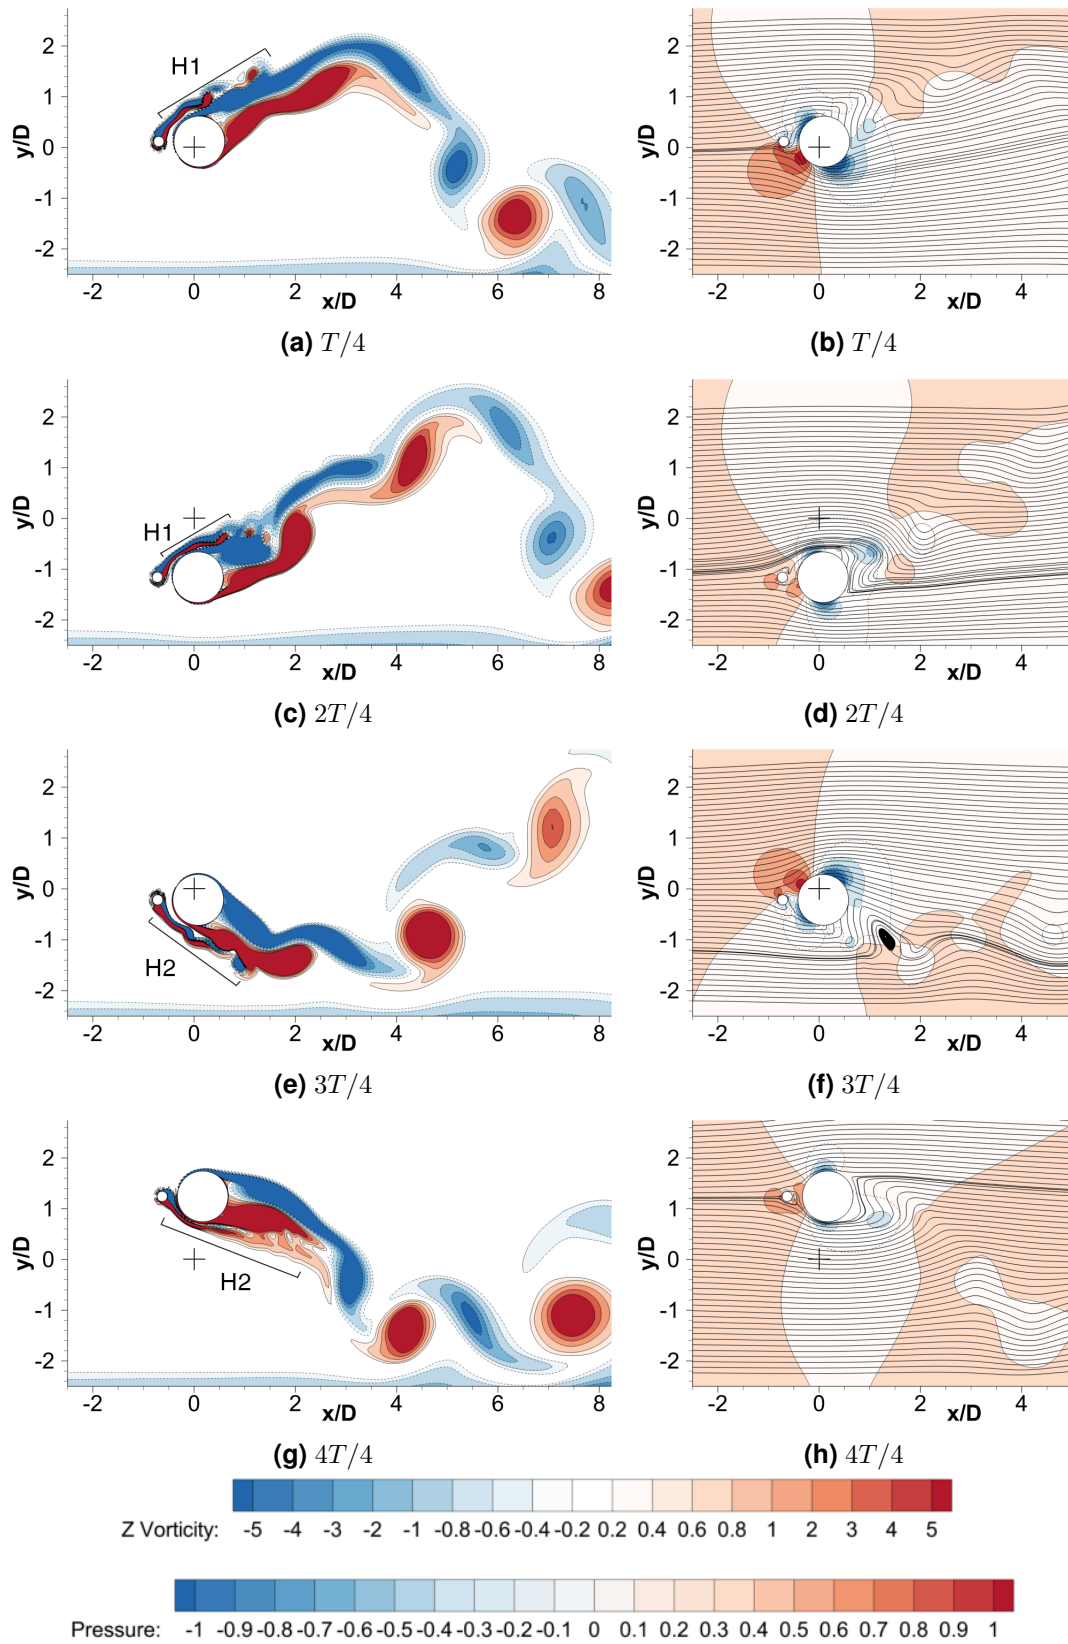 2
1
0
-1
-2
y/D
H1
-2
0
2
4
6
8
x/D
(a) T/4
2
1
0
-1
-2
y/D
-2
0
2
4
x/D
(b) T/4
2
1
0
-1
-2
y/D
H1
-2
0
2
4
6
8
x/D
(c) 2T/4
2
1
0
-1
-2
y/D
-2
0
2
4
x/D
(d) 2T/4
2
1
0
-1
-2
y/D
H2
-2
0
2
4
6
8
x/D
(e) 3T/4
2
1
0
-1
-2
y/D
-2
0
2
4
x/D
(f) 3T/4
2
1
0
-1
-2
y/D
H2
-2
0
2
4
6
8
x/D
(g) 4T/4
2
1
0
-1
-2
y/D
-2
0
2
4
x/D
(h) 4T/4
Z Vorticity: -5 -4 -3 -2 -1 -0.8 -0.6 -0.4 -0.2 0.2 0.4 0.6 0.8 1 2 3 4 5
Pressure: -1 -0.9 -0.8 -0.7 -0.6 -0.5 -0.4 -0.3 -0.2 -0.1 0 0.1 0.2 0.3 0.4 0.5 0.6 0.7 0.8 0.9 1